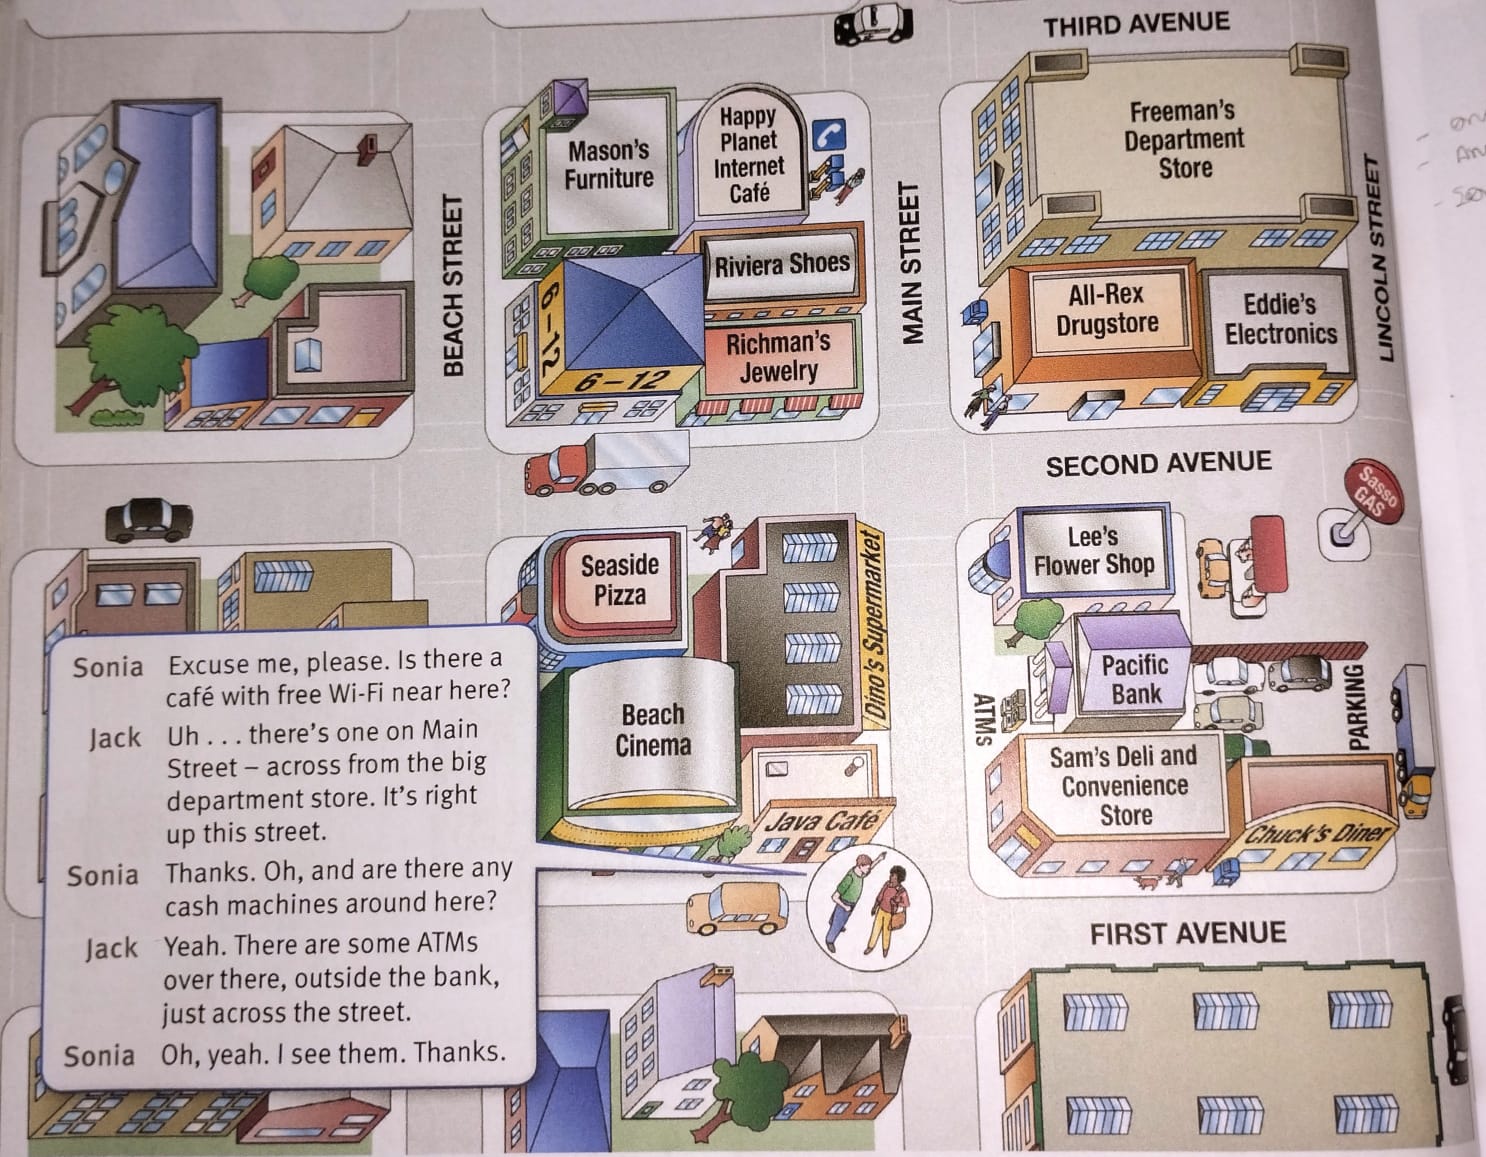 THIRD AVENUE
Mason's
Furniture
Happy
Planet
Internet
Café
Freeman's
Department
Store
BEACH STREET
MAIN STREET
LINCOLN STREET
Riviera Shoes
6–12
6–12
Richman's
Jewelry
All-Rex
Drugstore
Eddie's
Electronics
SECOND AVENUE
Sasso
GAS
Seaside
Pizza
Dino's Supermarket
Lee's
Flower Shop
Beach
Cinema
Pacific
Bank
ATMs
PARKING
Java Café
Sam's Deli and
Convenience
Store
Chuck's Diner
FIRST AVENUE
Sonia Excuse me, please. Is there a
café with free Wi-Fi near here?
Jack Uh . . . there's one on Main
Street – across from the big
department store. It's right
up this street.
Sonia Thanks. Oh, and are there any
cash machines around here?
Jack Yeah. There are some ATMs
over there, outside the bank,
just across the street.
Sonia Oh, yeah. I see them. Thanks.